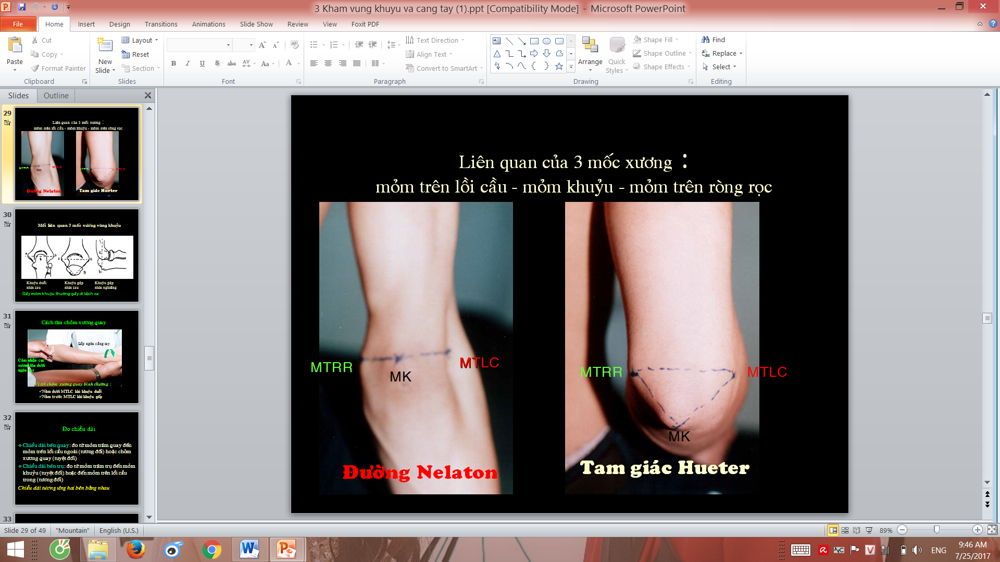 3 Kham vung khuyu va cang tay (1).ppt [Compatibility Mode] - Microsoft PowerPoint
File Home Insert Design Transitions Animations Slide Show Review View Foxit PDF
Paste
Cut
Copy
Format Painter
Clipboard
New Slide
Layout
Reset
Section
Slides
Font
Text Direction
Align Text
Convert to SmartArt
Paragraph
Arrange
Quick Styles
Shape Fill
Shape Outline
Shape Effects
Drawing
Find
Replace
Select
Editing
Slides Outline
29
Liên quan của 3 mốc xương :
mỏm trên lồi cầu - mỏm khuỷu - mỏm trên ròng rọc
MTRR MK MTLC
MTRR MK MTLC
Đường Nelaton
Tam giác Hueter
30
Mối liên quan 3 mốc xương vùng khuỷu
Khuỷu duỗi nhìn sau
Khuỷu gập nhìn sau
Khuỷu gập nhìn nghiêng
Gãy mỏm khuỷu thường gãy di lệch xa
31
Cách tìm chỏm xương quay
Sấp ngửa cẳng tay
Vị trí chỏm xương quay bình thường :
✓Nằm dưới MTLC khi khuỷu duỗi
✓Nằm trước MTLC khi khuỷu gấp
32
Đo chiều dài
❖ Chiều dài bên quay: đo từ mỏm trâm quay đến
mỏm trên lồi cầu ngoài (tương đối) hoặc chỏm
xương quay (tuyệt đối)
❖ Chiều dài bên trụ: đo từ mỏm trâm trụ đến mỏm
khuỷu (tuyệt đối) hoặc đến mỏm trên lồi cầu
trong (tương đối)
Chiều dài tương ứng hai bên bằng nhau
33
Liên quan của 3 mốc xương :
mỏm trên lồi cầu - mỏm khuỷu - mỏm trên ròng rọc
MTRR MK MTLC
MTRR MTLC
MK
Đường Nelaton
Tam giác Hueter
Slide 29 of 49 "Mountain" English (U.S.) 89%
ENG 9:46 AM
7/25/2017